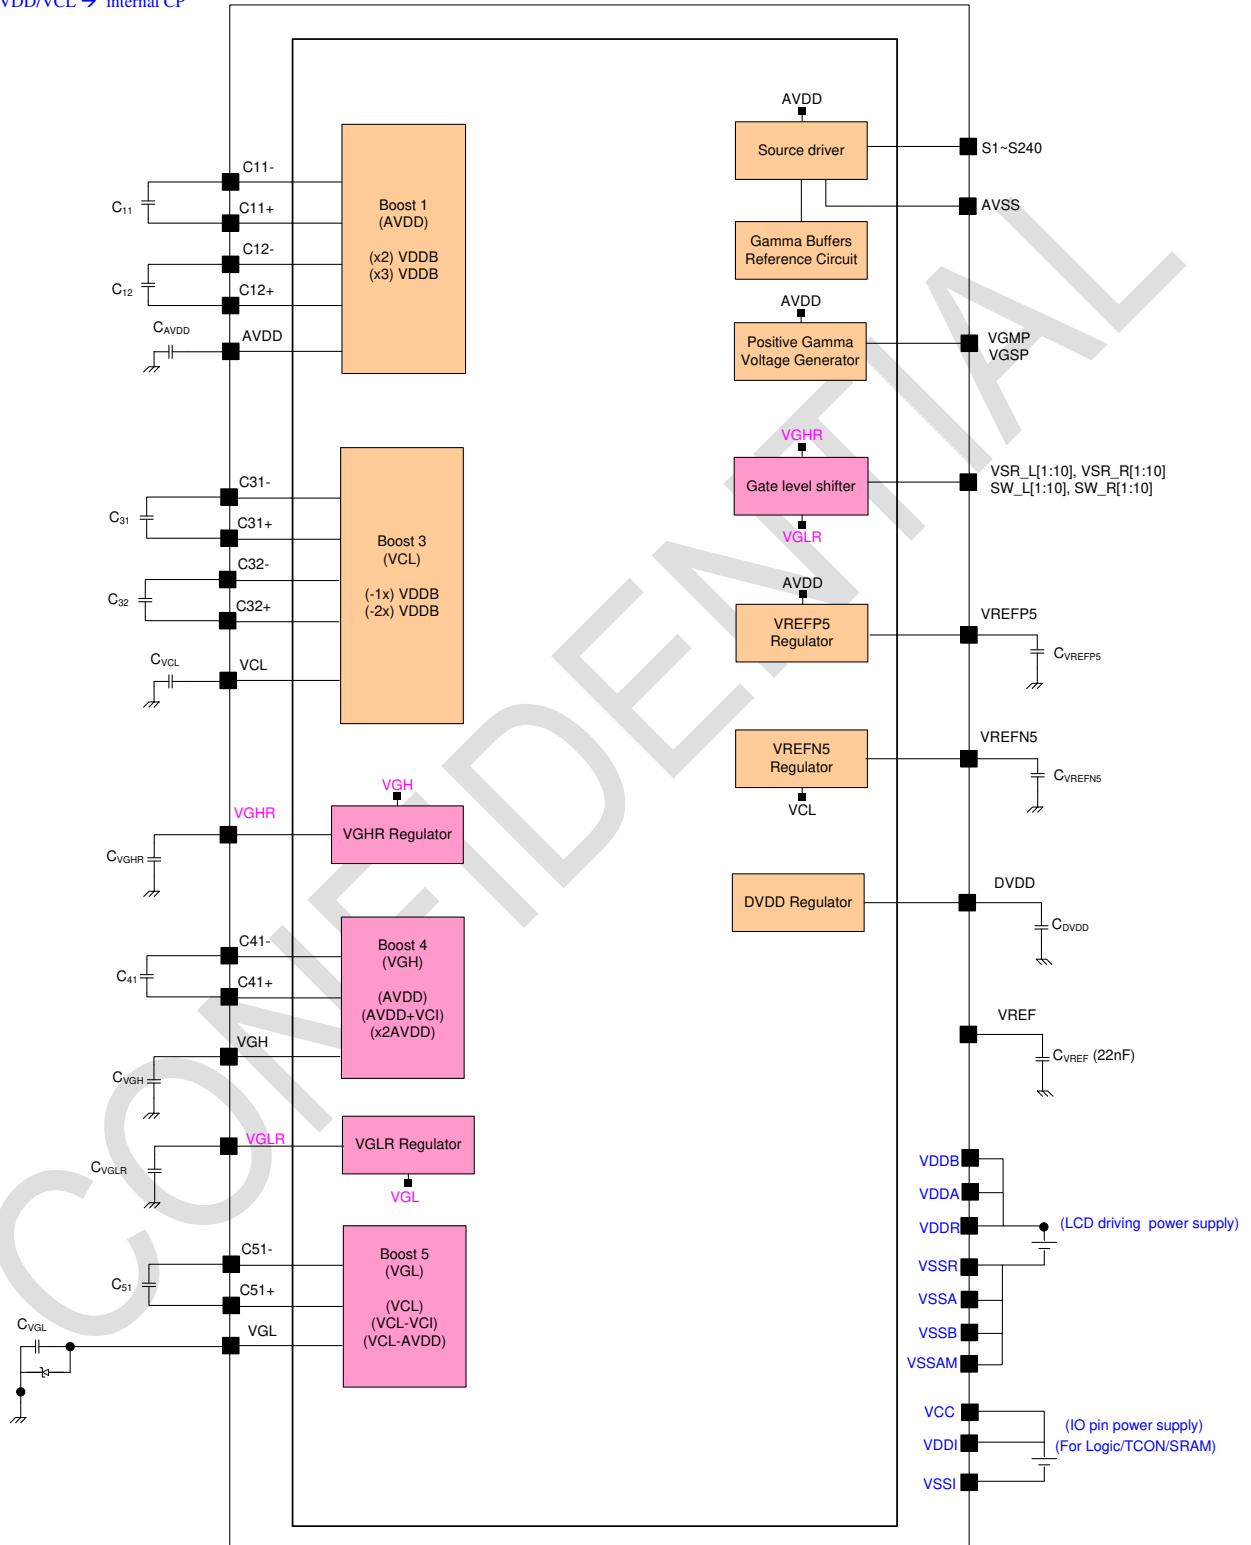 VDD/VCL → internal CP
C11-
C11
C11+
C12-
C12
C12+
CAVDD
AVDD
Boost 1
(AVDD)
(x2) VDDB
(x3) VDDB
C31-
C31
C31+
C32-
C32
C32+
CVCL
VCL
Boost 3
(VCL)
(-1x) VDDB
(-2x) VDDB
VGH
VGHR
VGHR Regulator
CVGHR
C41-
C41
C41+
VGH
CVGH
Boost 4
(VGH)
(AVDD)
(AVDD+VCI)
(x2AVDD)
VGLR
VGLR Regulator
CVGLR
VGL
C51-
C51
C51+
CVGL
VGL
Boost 5
(VGL)
(VCL)
(VCL-VCI)
(VCL-AVDD)
AVDD
Source driver
S1~S240
AVSS
Gamma Buffers
Reference Circuit
AVDD
Positive Gamma
Voltage Generator
VGMP
VGSP
VGHR
Gate level shifter
VSR_L[1:10], VSR_R[1:10]
SW_L[1:10], SW_R[1:10]
VGLR
AVDD
VREFP5
Regulator
VREFP5
CVREFP5
VREFN5
Regulator
VREFN5
CVREFN5
VCL
DVDD Regulator
DVDD
CDVDD
VREF
CVREF (22nF)
VDDB
VDDA
VDDR
(LCD driving power supply)
VSSR
VSSA
VSSB
VSSAM
VCC
(IO pin power supply)
VDDI
(For Logic/TCON/SRAM)
VSSI
CONFIDENTIAL